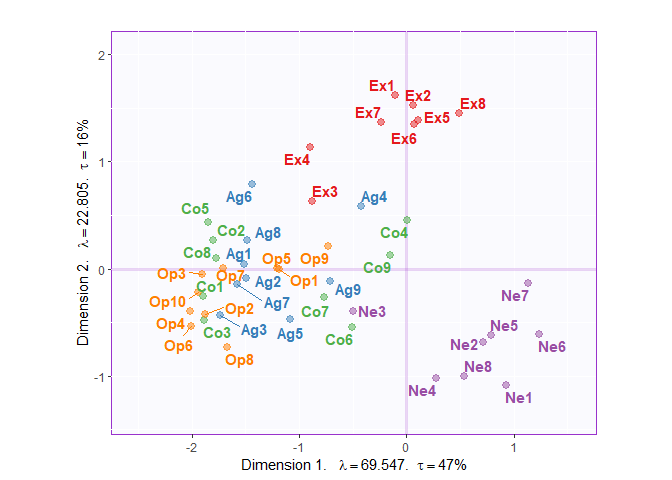 2
1
0
-1
-2
-1
0
1
Dimension 2.   λ = 22.805.   τ = 16%
Dimension 1.   λ = 69.547.   τ = 47%
Ex1
Ex2
Ex8
Ex7
Ex5
Ex6
Ex4
Ex3
Ag6
Ag4
Co5
Co2
Ag8
Co4
Co8
Ag1
Op5
Op9
Co9
Op3
Op7
Ag2
Op1
Ag9
Ne7
Co1
Op10
Ag7
Op2
Co7
Ne3
Op4
Ag3
Ag5
Ne5
Co3
Co6
Ne2
Ne6
Op6
Op8
Ne8
Ne4
Ne1